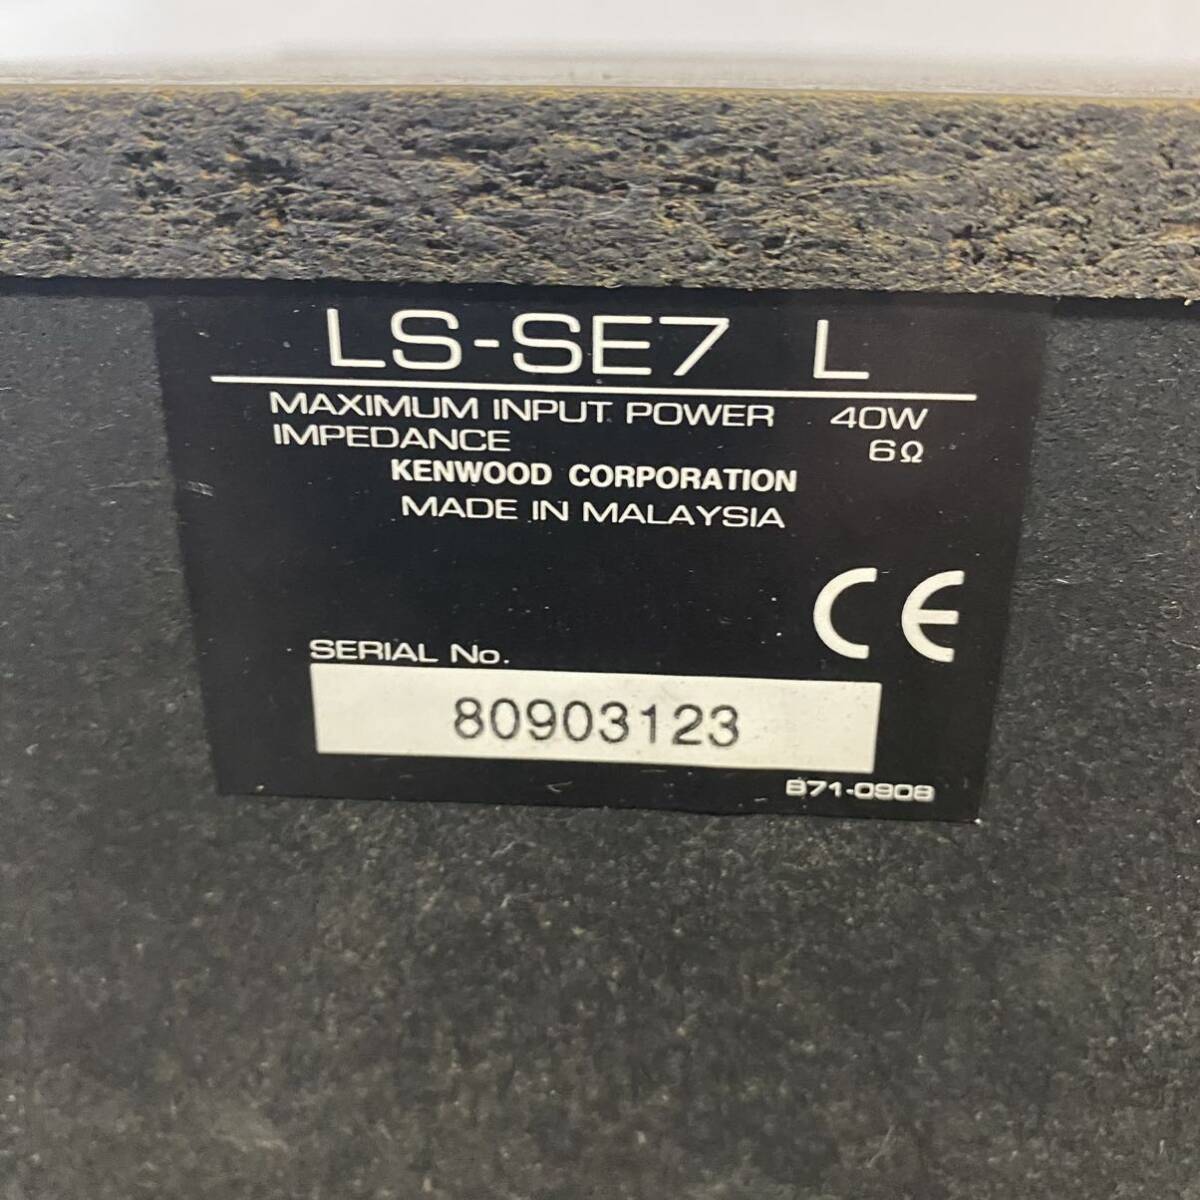 LS-SE7 L
MAXIMUM INPUT POWER 40W
IMPEDANCE 6Ω
KENWOOD CORPORATION
MADE IN MALAYSIA
CE
SERIAL No.
80903123
B71-0908